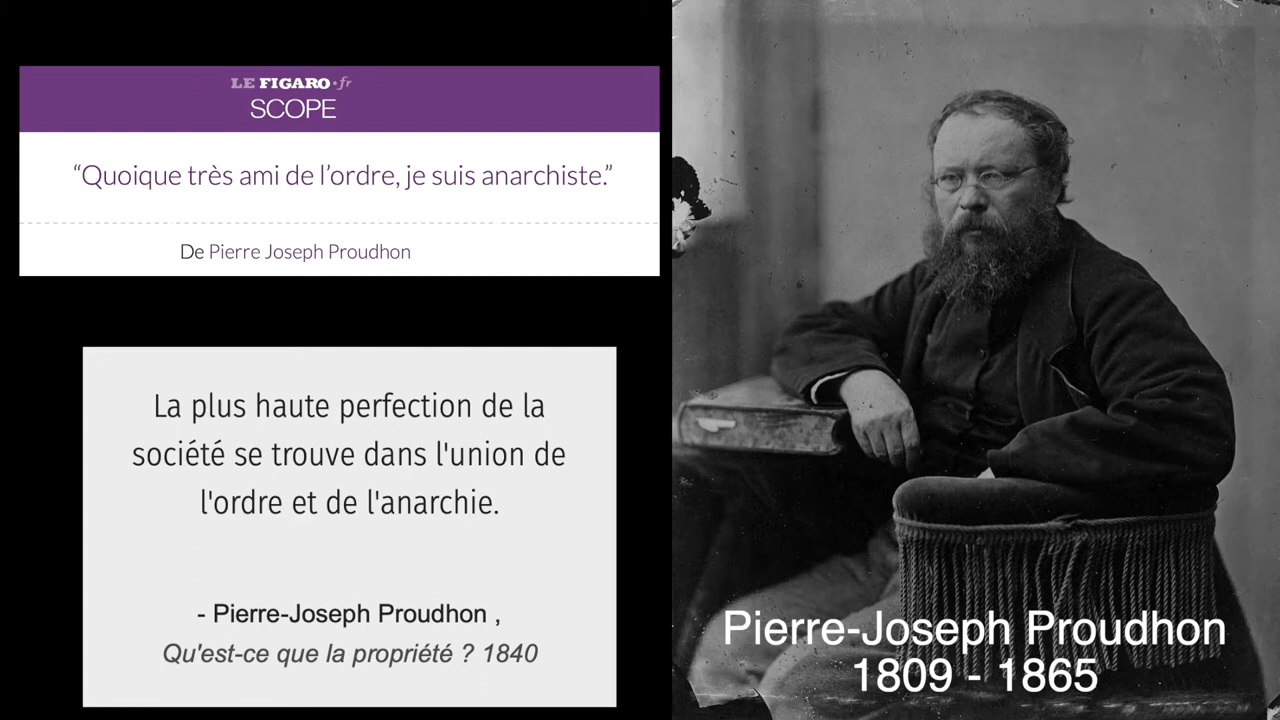 LE FIGARO·fr
SCOPE
“Quoique très ami de l’ordre, je suis anarchiste.”
De Pierre Joseph Proudhon
La plus haute perfection de la
société se trouve dans l'union de
l'ordre et de l'anarchie.
- Pierre-Joseph Proudhon ,
Qu'est-ce que la propriété ? 1840
Pierre-Joseph Proudhon
1809 - 1865